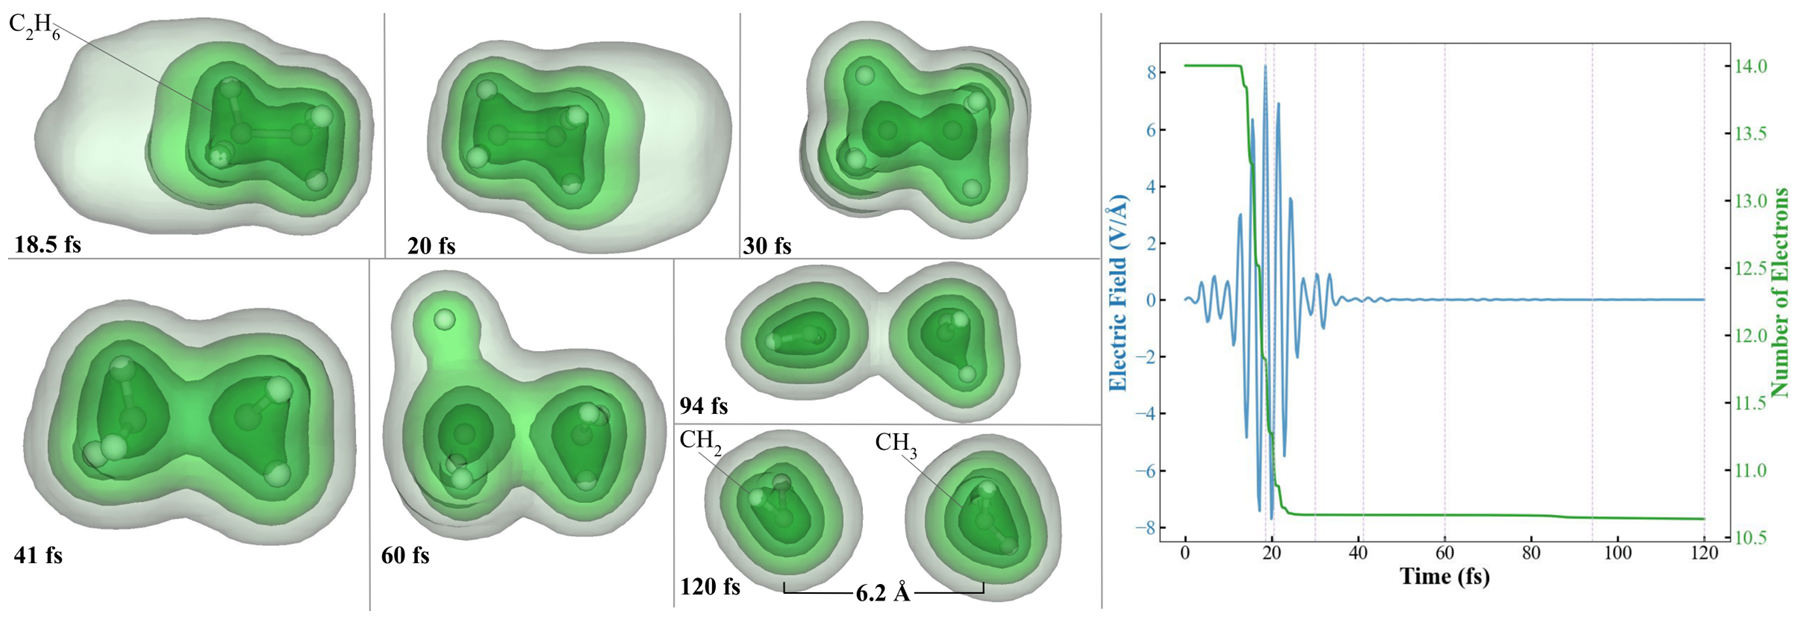 C2H6
18.5 fs
20 fs
30 fs
41 fs
60 fs
94 fs
CH2
CH3
120 fs
6.2 Å
Electric Field (V/Å)
8
6
4
2
0
−2
−4
−6
−8
0 20 40 60 80 100 120
Time (fs)
14.0
13.5
13.0
12.5
12.0
11.5
11.0
10.5
Number of Electrons